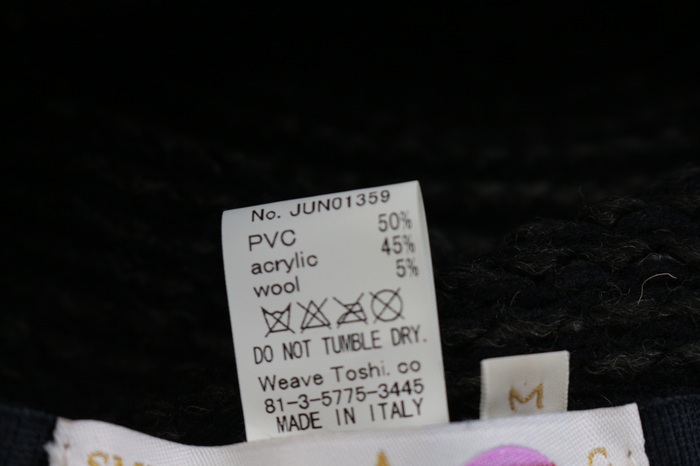 No. JUN01359
PVC 50%
acrylic 45%
wool 5%
DO NOT TUMBLE DRY.
Weave Toshi. co
81-3-5775-3445
MADE IN ITALY
M